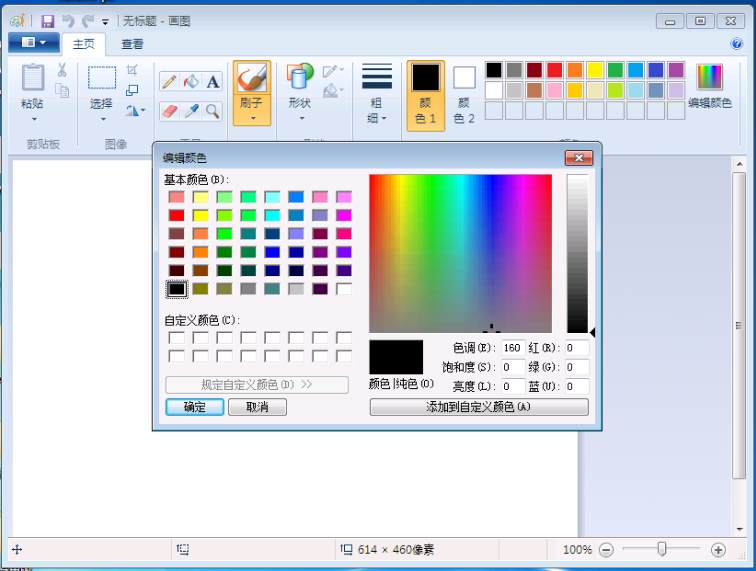 无标题 - 画图
主页
查看
粘贴
选择
A
刷子
形状
粗
细
颜
色 1
颜
色 2
编辑颜色
剪贴板
图像
编辑颜色
基本颜色(B):
自定义颜色(C):
规定自定义颜色(D) >>
确定
取消
颜色|纯色(O)
色调(E): 160 红(R): 0
饱和度(S): 0 绿(G): 0
亮度(L): 0 蓝(U): 0
添加到自定义颜色(A)
614 × 460像素
100%